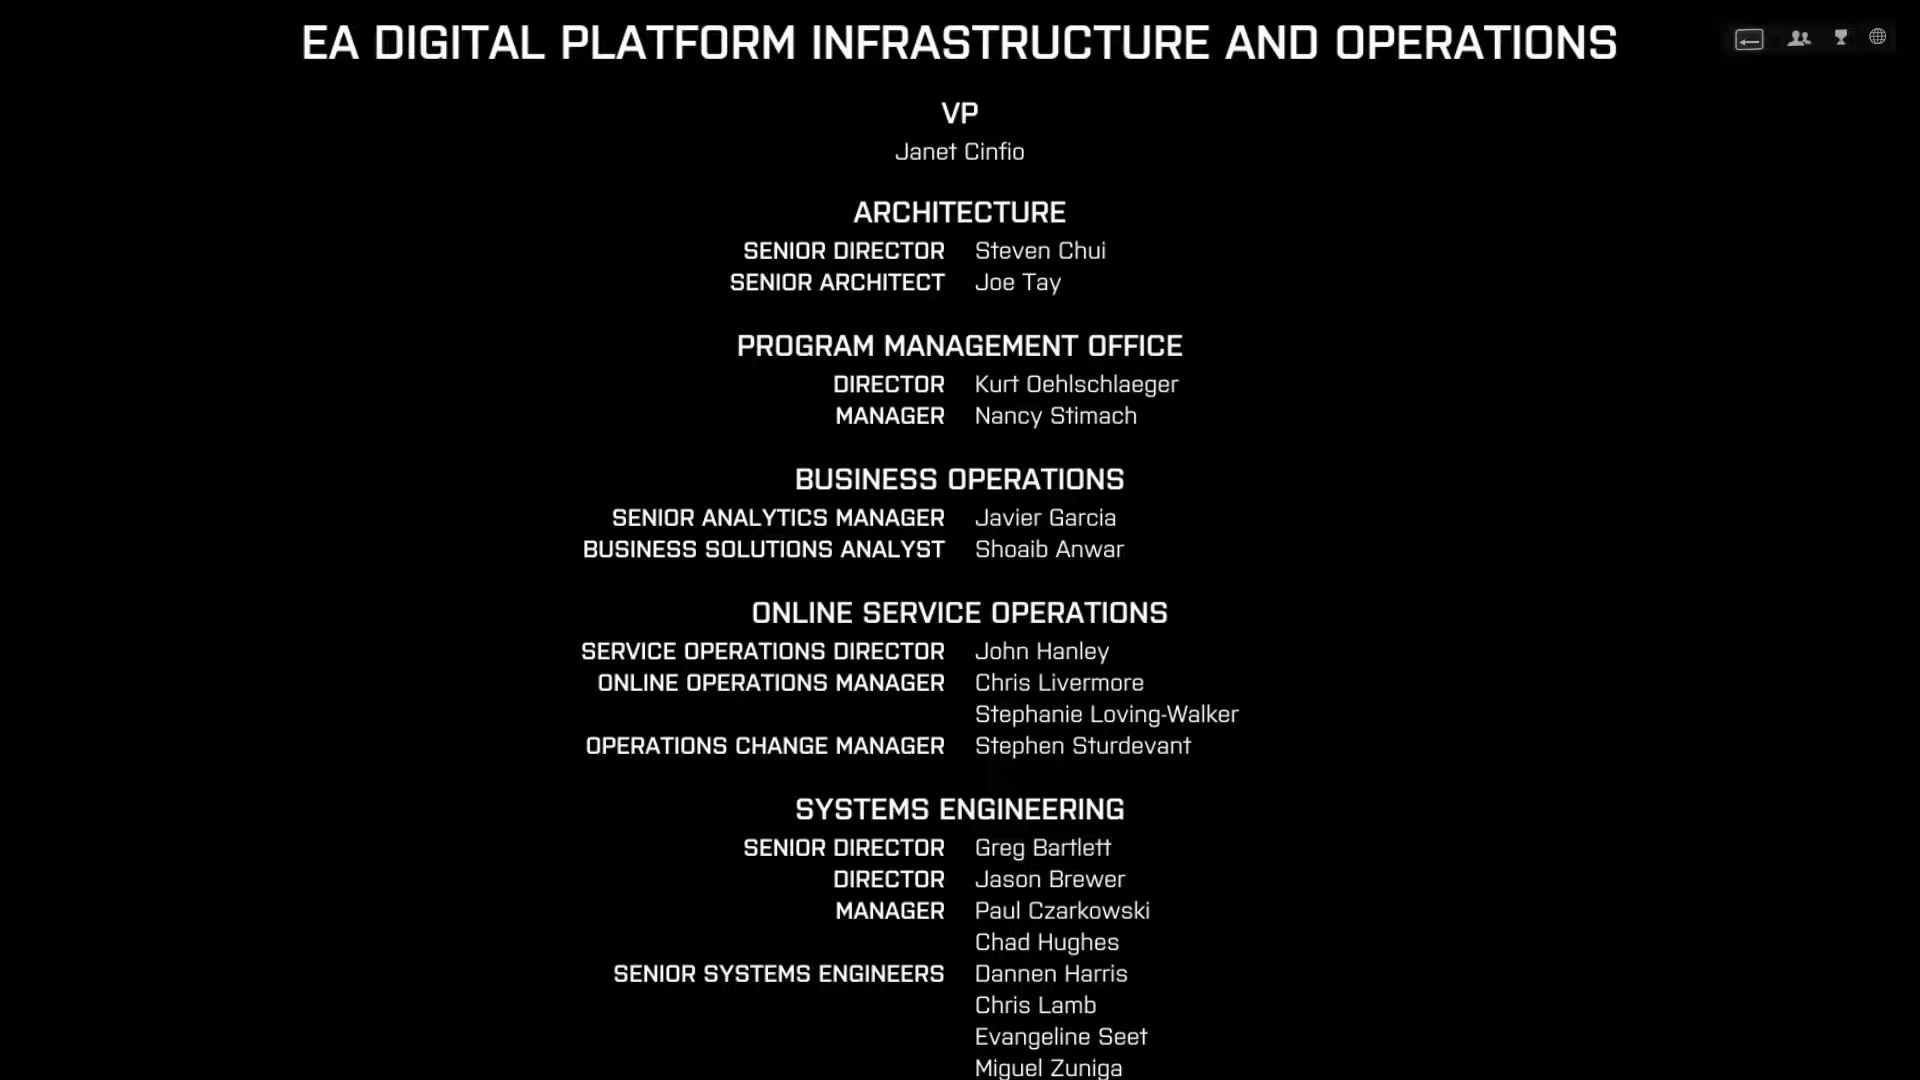 EA DIGITAL PLATFORM INFRASTRUCTURE AND OPERATIONS
VP
Janet Cinfio
ARCHITECTURE
SENIOR DIRECTOR Steven Chui
SENIOR ARCHITECT Joe Tay
PROGRAM MANAGEMENT OFFICE
DIRECTOR Kurt Oehlschlaeger
MANAGER Nancy Stimach
BUSINESS OPERATIONS
SENIOR ANALYTICS MANAGER Javier Garcia
BUSINESS SOLUTIONS ANALYST Shoaib Anwar
ONLINE SERVICE OPERATIONS
SERVICE OPERATIONS DIRECTOR John Hanley
ONLINE OPERATIONS MANAGER Chris Livermore
Stephanie Loving-Walker
OPERATIONS CHANGE MANAGER Stephen Sturdevant
SYSTEMS ENGINEERING
SENIOR DIRECTOR Greg Bartlett
DIRECTOR Jason Brewer
MANAGER Paul Czarkowski
Chad Hughes
SENIOR SYSTEMS ENGINEERS Dannen Harris
Chris Lamb
Evangeline Seet
Miguel Zuniga